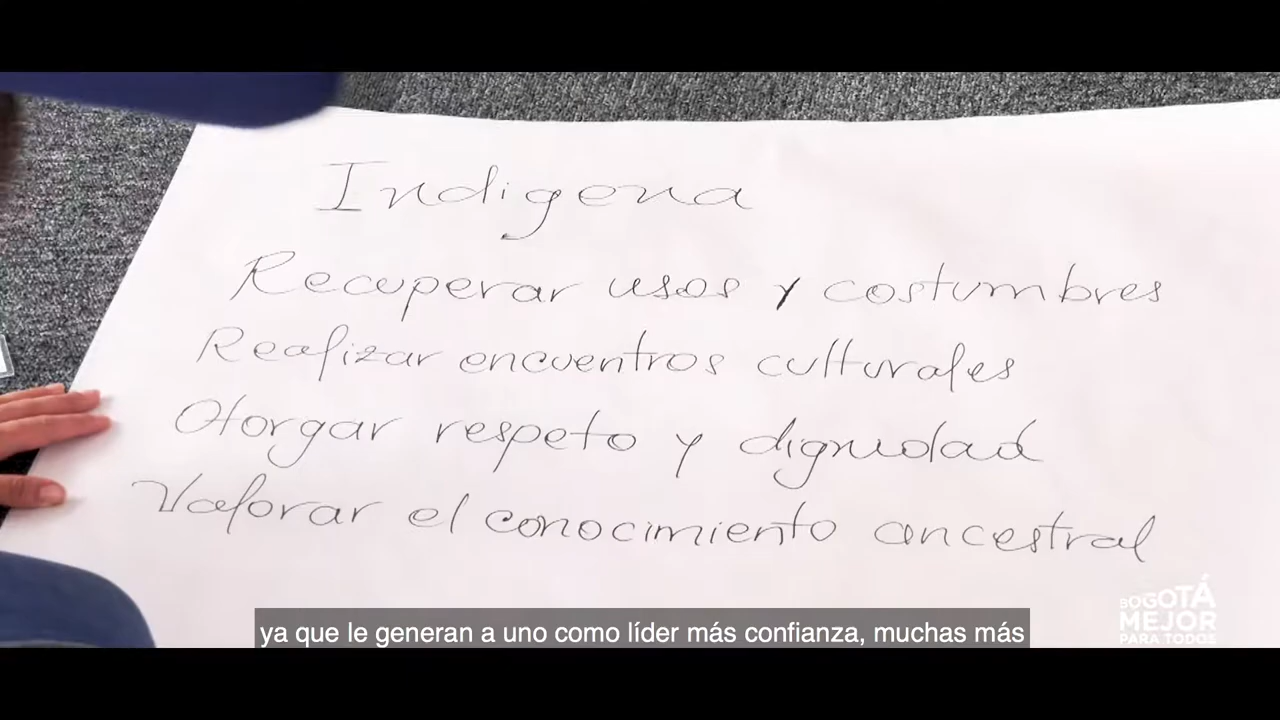 Indigena
Recuperar usos y costumbres
Realizar encuentros culturales
Otorgar respeto y dignidad
Valorar el conocimiento ancestral
BOGOTÁ
MEJOR
PARA TODOS
ya que le generan a uno como líder más confianza, muchas más